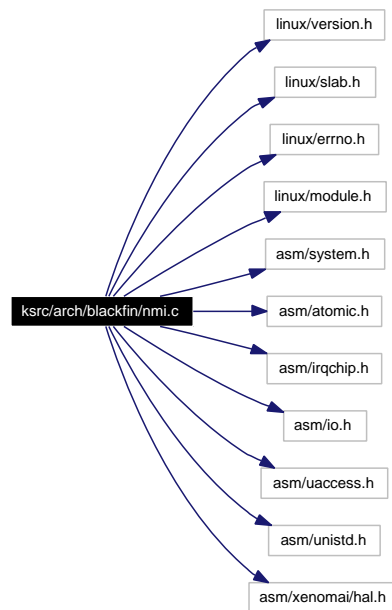 linux/version.h
linux/slab.h
linux/errno.h
linux/module.h
asm/system.h
ksrc/arch/blackfin/nmi.c
asm/atomic.h
asm/irqchip.h
asm/io.h
asm/uaccess.h
asm/unistd.h
asm/xenomai/hal.h